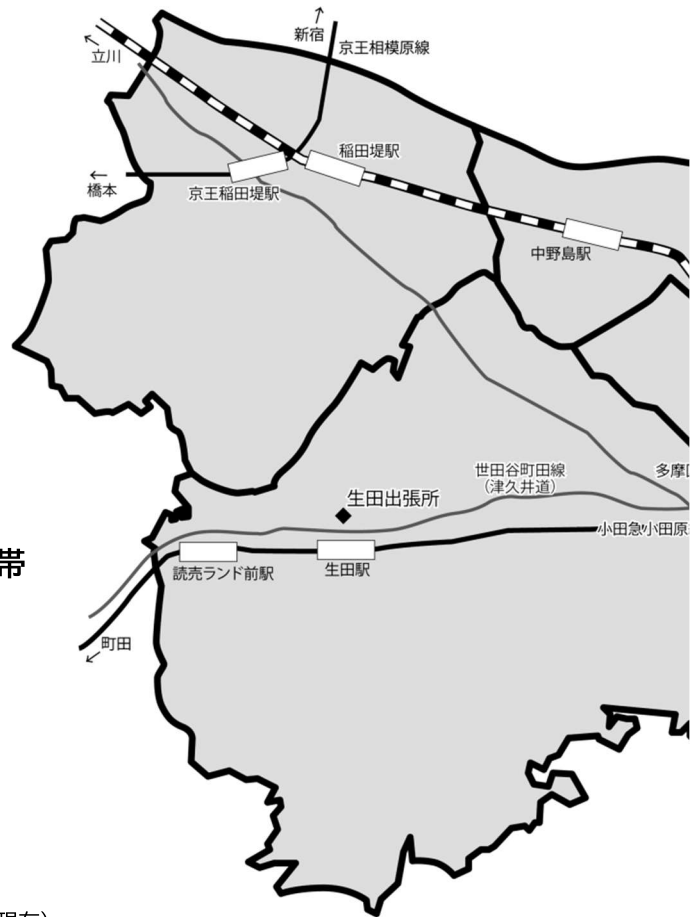 新宿
京王相模原線
立川
稲田堤駅
橋本
京王稲田堤駅
中野島駅
世田谷町田線
(津久井道)
多摩
生田出張所
小田急小田原
帯
読売ランド前駅
生田駅
町田
現在)